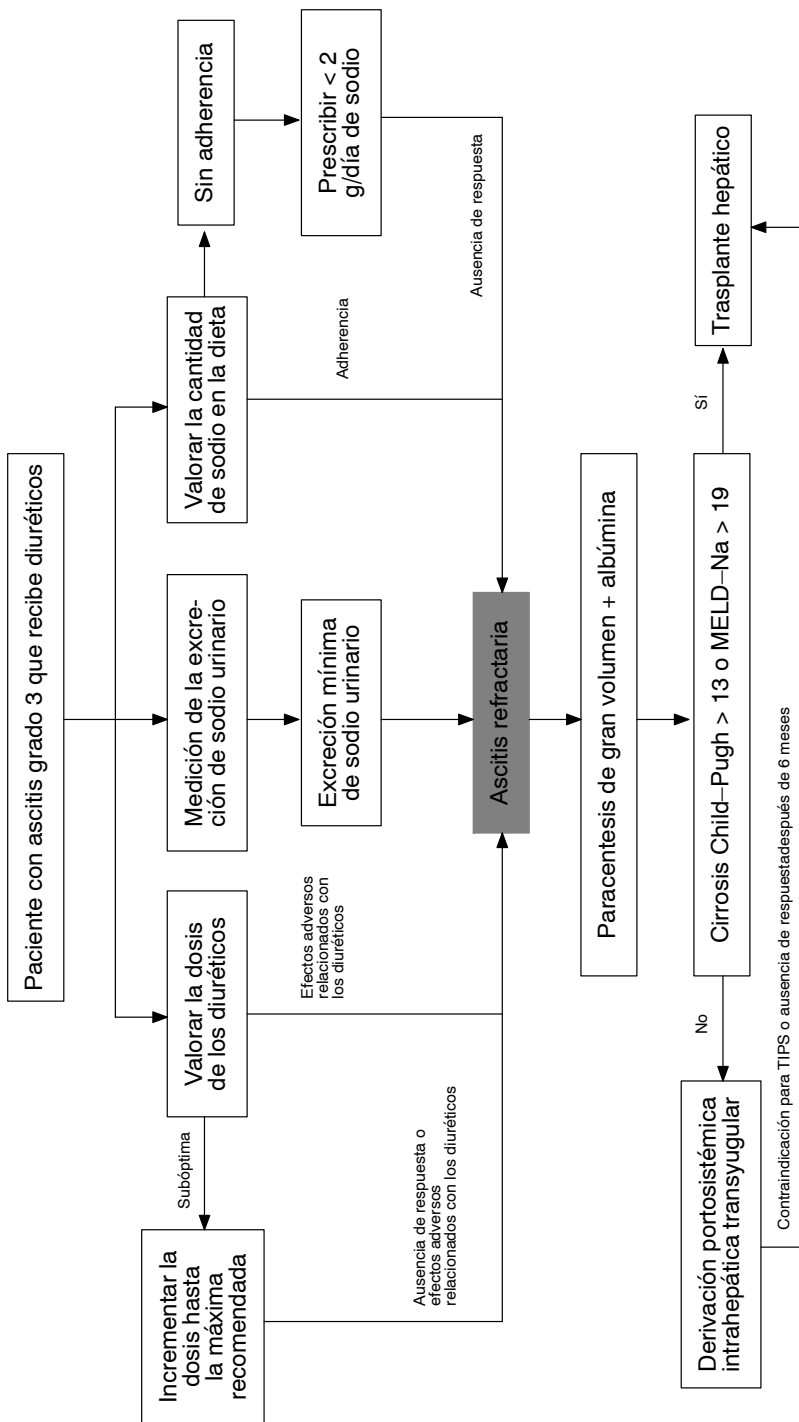 Paciente con ascitis grado 3 que recibe diuréticos
Valorar la dosis
de los diuréticos
Medición de la excre-
ción de sodio urinario
Valorar la cantidad
de sodio en la dieta
Sin adherencia
Subóptima
Incrementar la
dosis hasta
la máxima
recomendada
Efectos adversos
relacionados con
los diuréticos
Excreción mínima
de sodio urinario
Adherencia
Prescribir < 2
g/día de sodio
Ausencia de respuesta o
efectos adversos
relacionados con los diuréticos
Ausencia de respuesta
Ascitis refractaria
Paracentesis de gran volumen + albúmina
Cirrosis Child–Pugh > 13 o MELD–Na > 19
No
Sí
Derivación portosistémica
intrahepática transyugular
Trasplante hepático
Contraindicación para TIPS o ausencia de respuestadespués de 6 meses